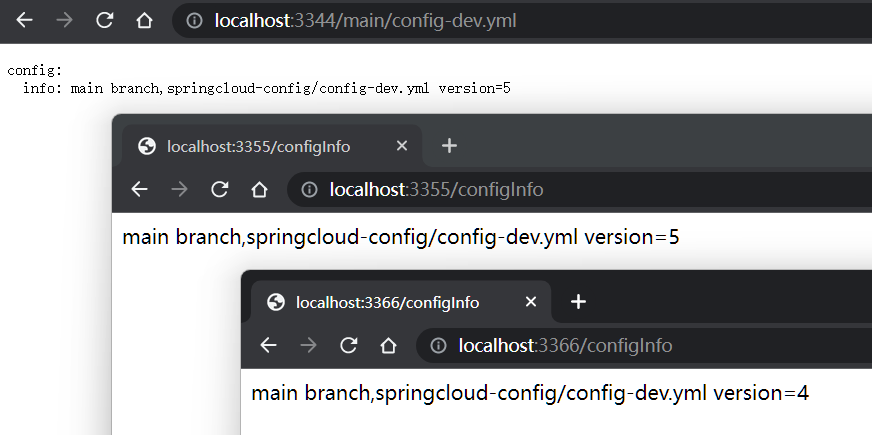 localhost:3344/main/config-dev.yml
config:
  info: main branch,springcloud-config/config-dev.yml version=5
localhost:3355/configInfo
localhost:3355/configInfo
main branch,springcloud-config/config-dev.yml version=5
localhost:3366/configInfo
localhost:3366/configInfo
main branch,springcloud-config/config-dev.yml version=4